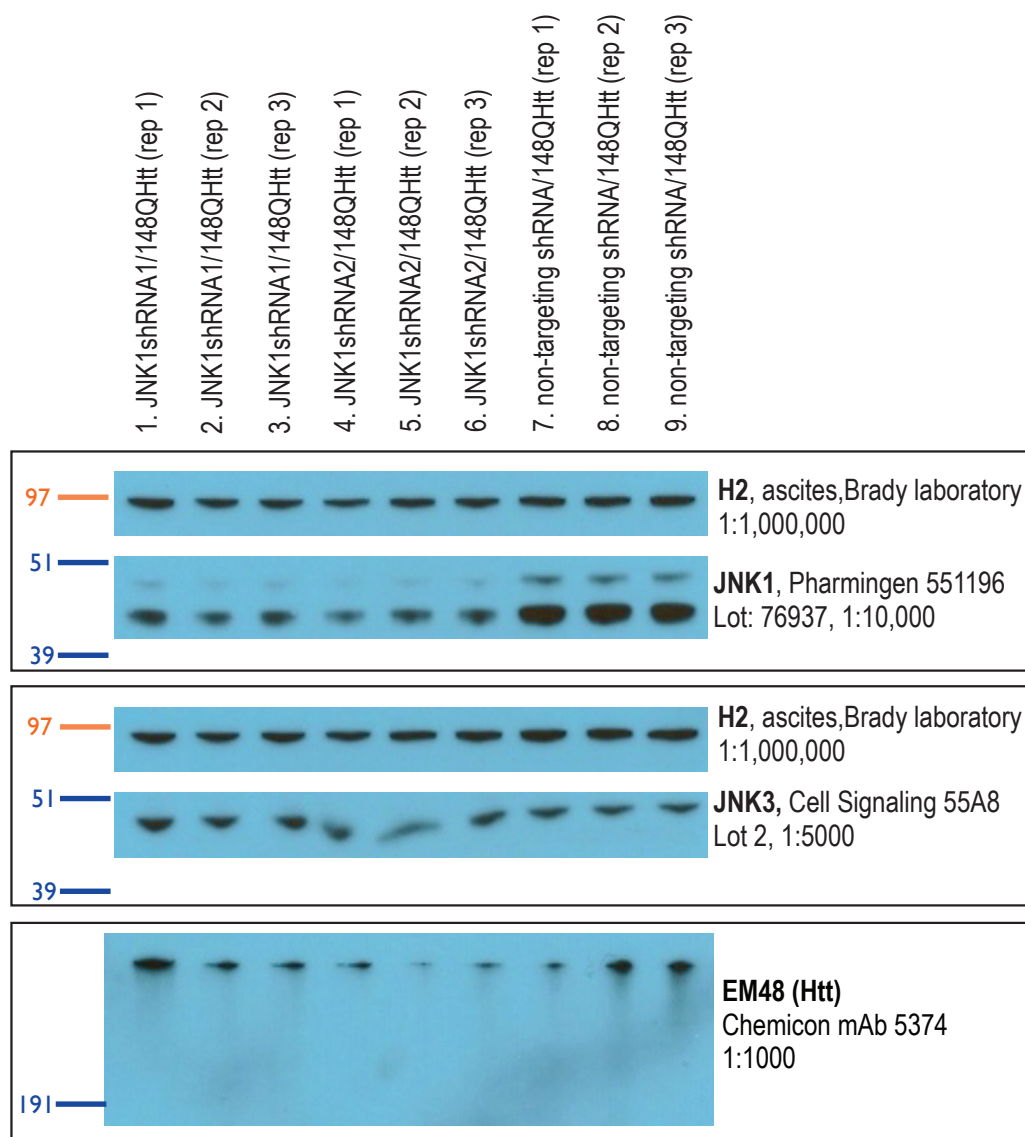 1. JNK1shRNA1/148QHtt (rep 1)
2. JNK1shRNA1/148QHtt (rep 2)
3. JNK1shRNA1/148QHtt (rep 3)
4. JNK1shRNA2/148QHtt (rep 1)
5. JNK1shRNA2/148QHtt (rep 2)
6. JNK1shRNA2/148QHtt (rep 3)
7. non-targeting shRNA/148QHtt (rep 1)
8. non-targeting shRNA/148QHtt (rep 2)
9. non-targeting shRNA/148QHtt (rep 3)
97
H2, ascites,Brady laboratory
1:1,000,000
51
JNK1, Pharmingen 551196
Lot: 76937, 1:10,000
39
97
H2, ascites,Brady laboratory
1:1,000,000
51
JNK3, Cell Signaling 55A8
Lot 2, 1:5000
39
EM48 (Htt)
Chemicon mAb 5374
1:1000
191